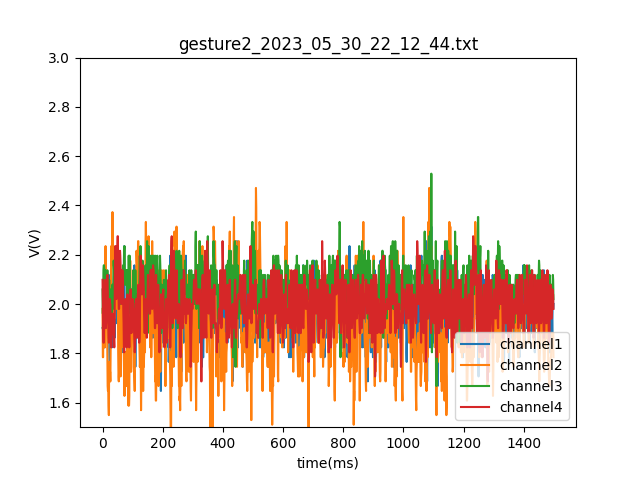 gesture2_2023_05_30_22_12_44.txt
3.0
2.8
2.6
2.4
2.2
2.0
1.8
1.6
V(V)
channel1
channel2
channel3
channel4
0 200 400 600 800 1000 1200 1400
time(ms)